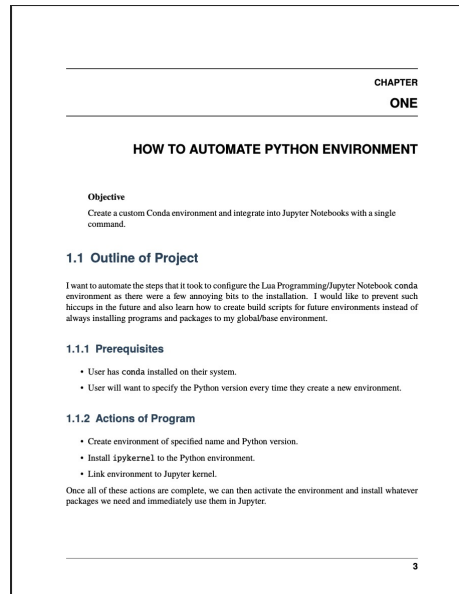 CHAPTER
ONE
HOW TO AUTOMATE PYTHON ENVIRONMENT
Objective
Create a custom Conda environment and integrate into Jupyter Notebooks with a single
command.
1.1 Outline of Project
I want to automate the steps that it took to configure the Lua Programming/Jupyter Notebook conda
environment as there were a few annoying bits to the installation. I would like to prevent such
hiccups in the future and also learn how to create build scripts for future environments instead of
always installing programs and packages to my global/base environment.
1.1.1 Prerequisites
• User has conda installed on their system.
• User will want to specify the Python version every time they create a new environment.
1.1.2 Actions of Program
• Create environment of specified name and Python version.
• Install ipykernel to the Python environment.
• Link environment to Jupyter kernel.
Once all of these actions are complete, we can then activate the environment and install whatever
packages we need and immediately use them in Jupyter.
3